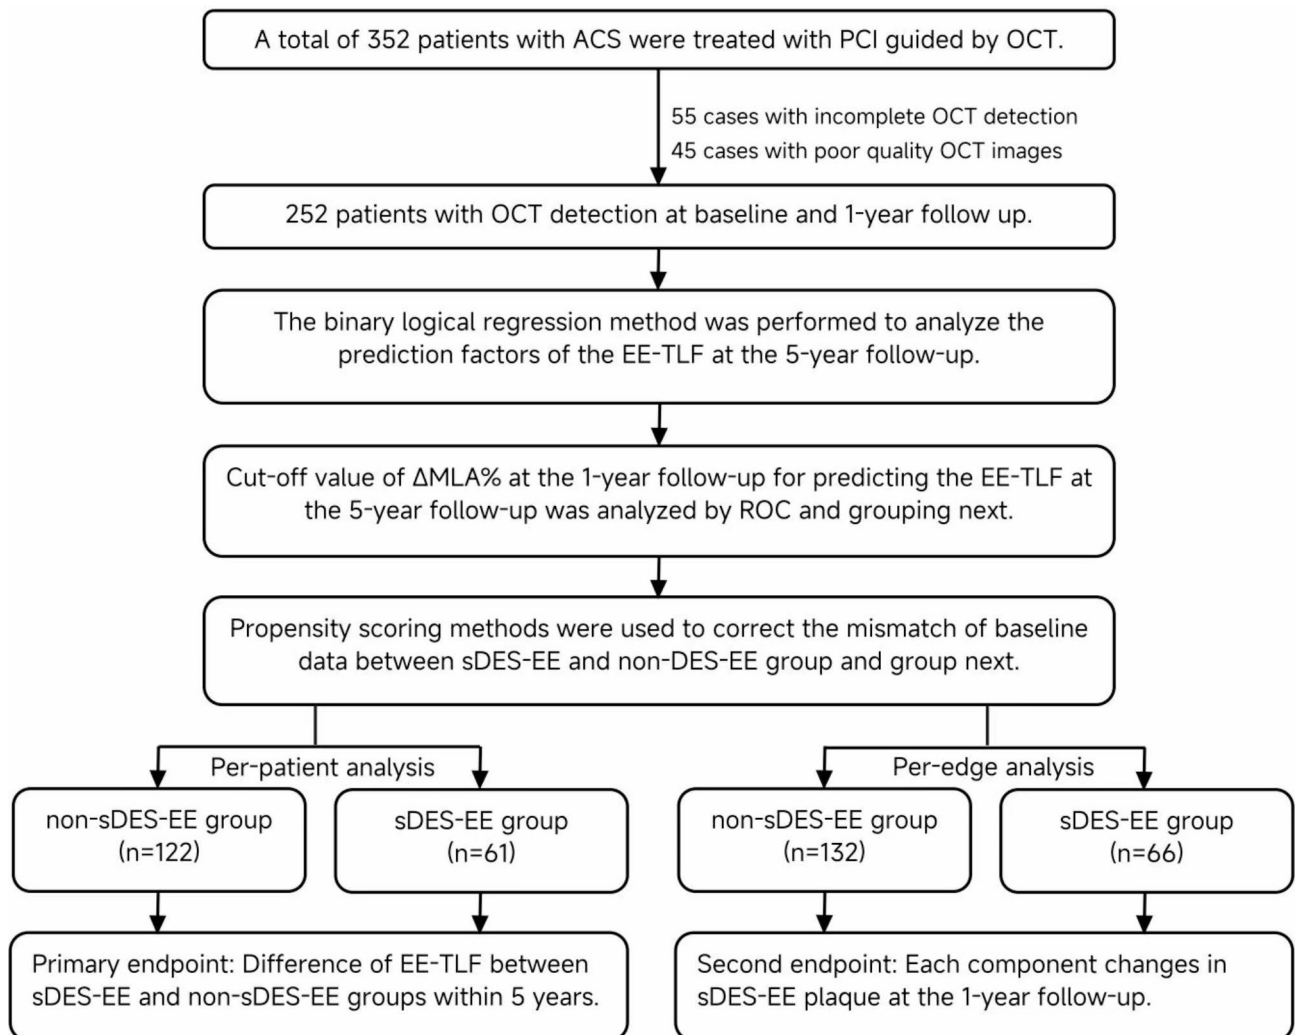 A total of 352 patients with ACS were treated with PCI guided by OCT.
55 cases with incomplete OCT detection
45 cases with poor quality OCT images
252 patients with OCT detection at baseline and 1-year follow up.
The binary logical regression method was performed to analyze the
prediction factors of the EE-TLF at the 5-year follow-up.
Cut-off value of ΔMLA% at the 1-year follow-up for predicting the EE-TLF at
the 5-year follow-up was analyzed by ROC and grouping next.
Propensity scoring methods were used to correct the mismatch of baseline
data between sDES-EE and non-DES-EE group and group next.
Per-patient analysis
non-sDES-EE group
(n=122)
sDES-EE group
(n=61)
Primary endpoint: Difference of EE-TLF between
sDES-EE and non-sDES-EE groups within 5 years.
Per-edge analysis
non-sDES-EE group
(n=132)
sDES-EE group
(n=66)
Second endpoint: Each component changes in
sDES-EE plaque at the 1-year follow-up.